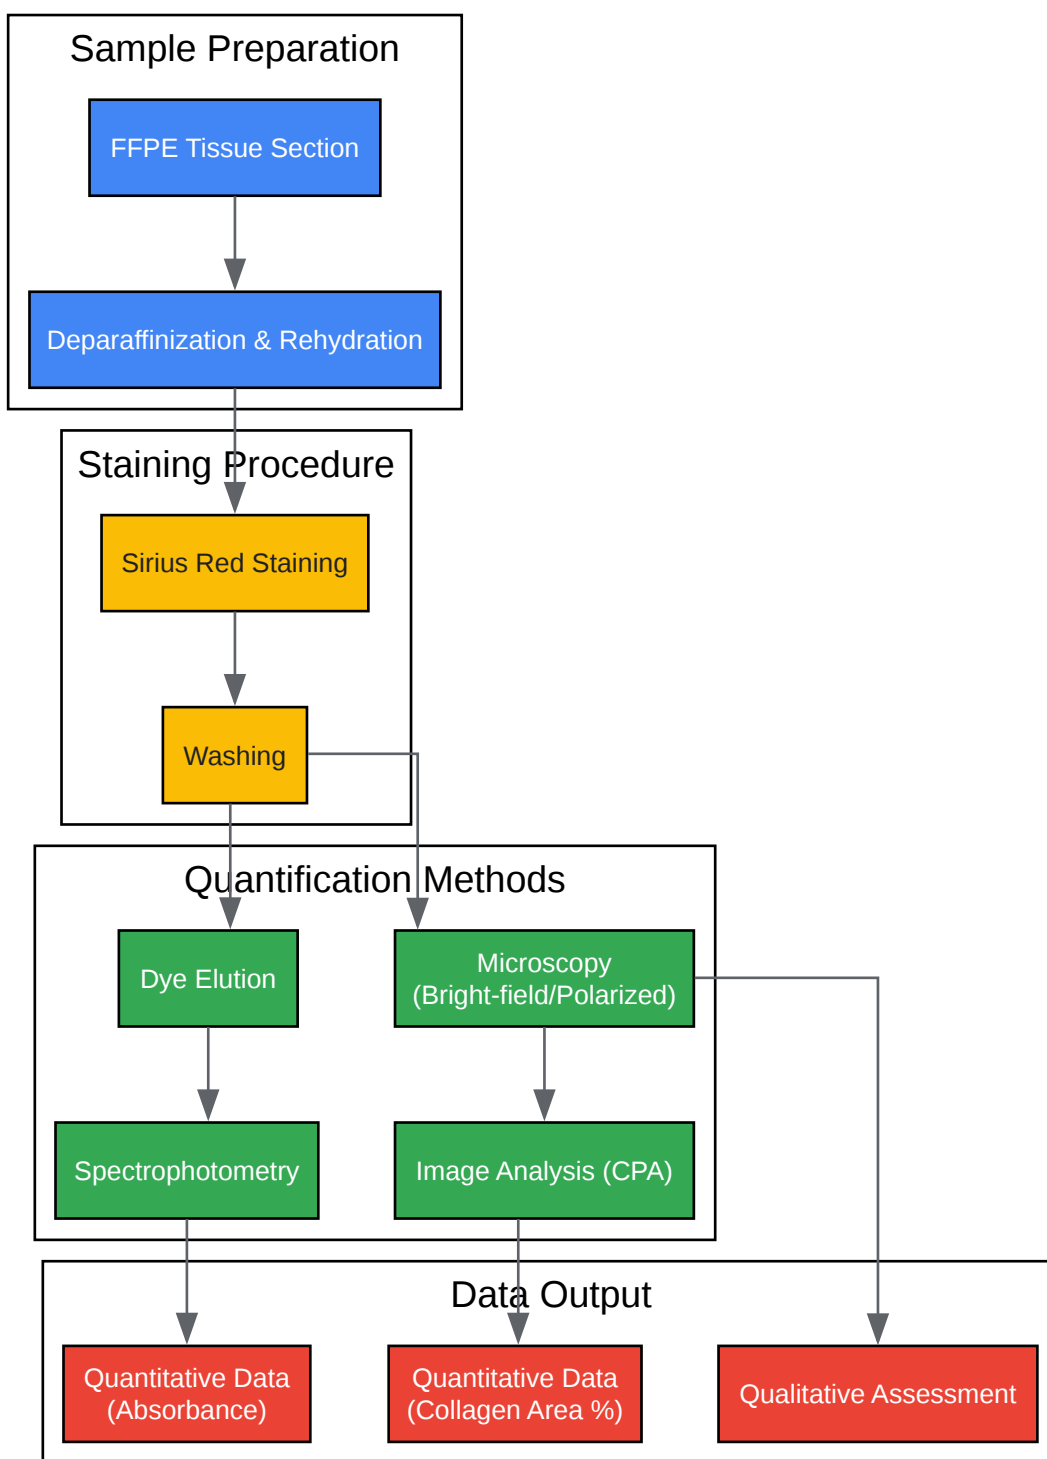 Sample Preparation
FFPE Tissue Section
Deparaffinization & Rehydration
Staining Procedure
Sirius Red Staining
Washing
Quantification Methods
Dye Elution
Microscopy
(Bright-field/Polarized)
Spectrophotometry
Image Analysis (CPA)
Data Output
Quantitative Data
(Absorbance)
Quantitative Data
(Collagen Area %)
Qualitative Assessment